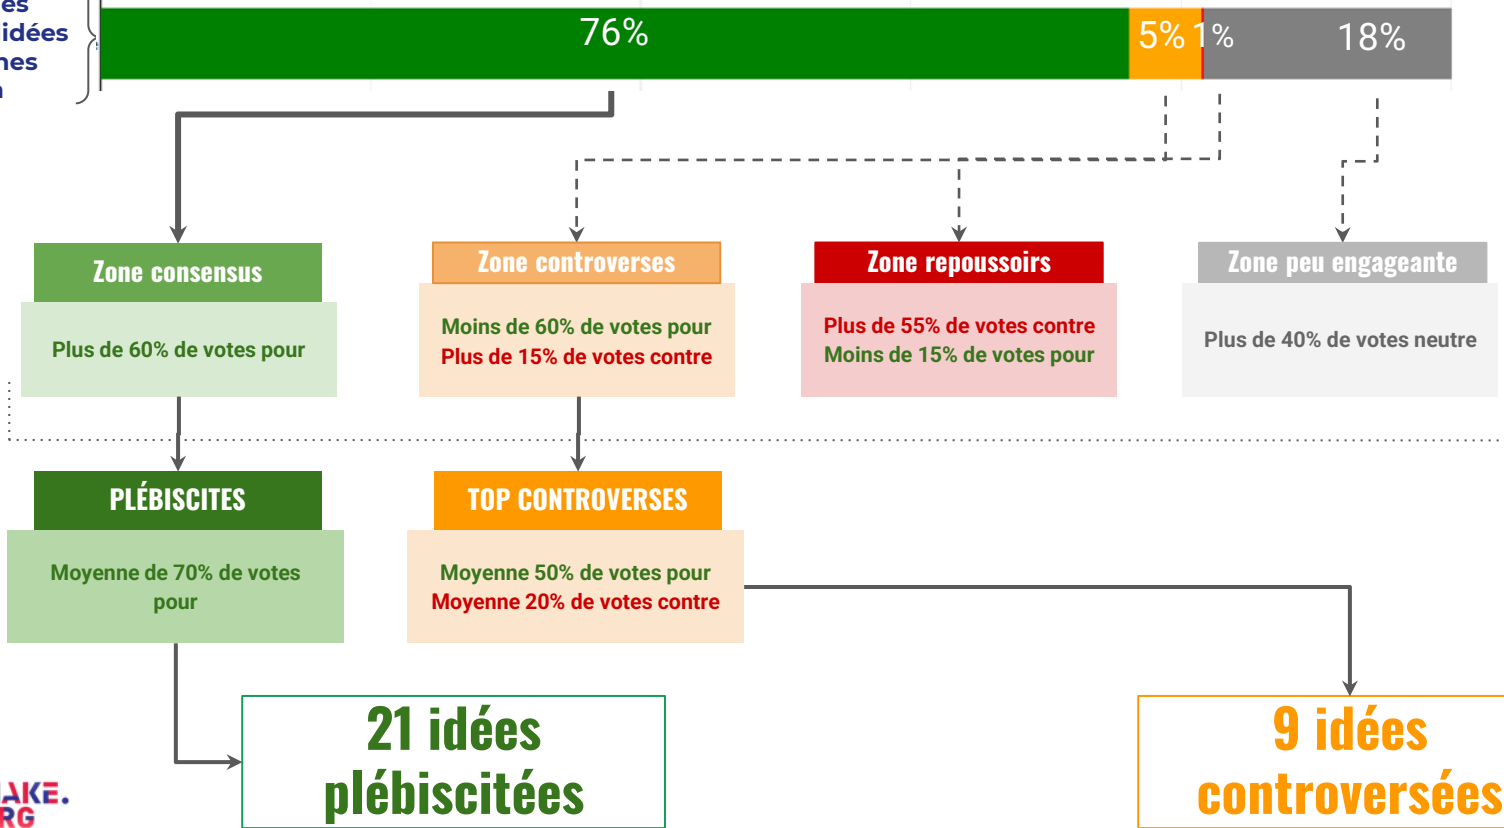 idées
76%
5%
1%
18%
Zone consensus
Zone controverses
Zone repoussoirs
Zone peu engageante
Plus de 60% de votes pour
Moins de 60% de votes pour
Plus de 15% de votes contre
Plus de 55% de votes contre
Moins de 15% de votes pour
Plus de 40% de votes neutre
PLÉBISCITES
TOP CONTROVERSES
Moyenne de 70% de votes
pour
Moyenne 50% de votes pour
Moyenne 20% de votes contre
21 idées
plébiscitées
9 idées
controversées